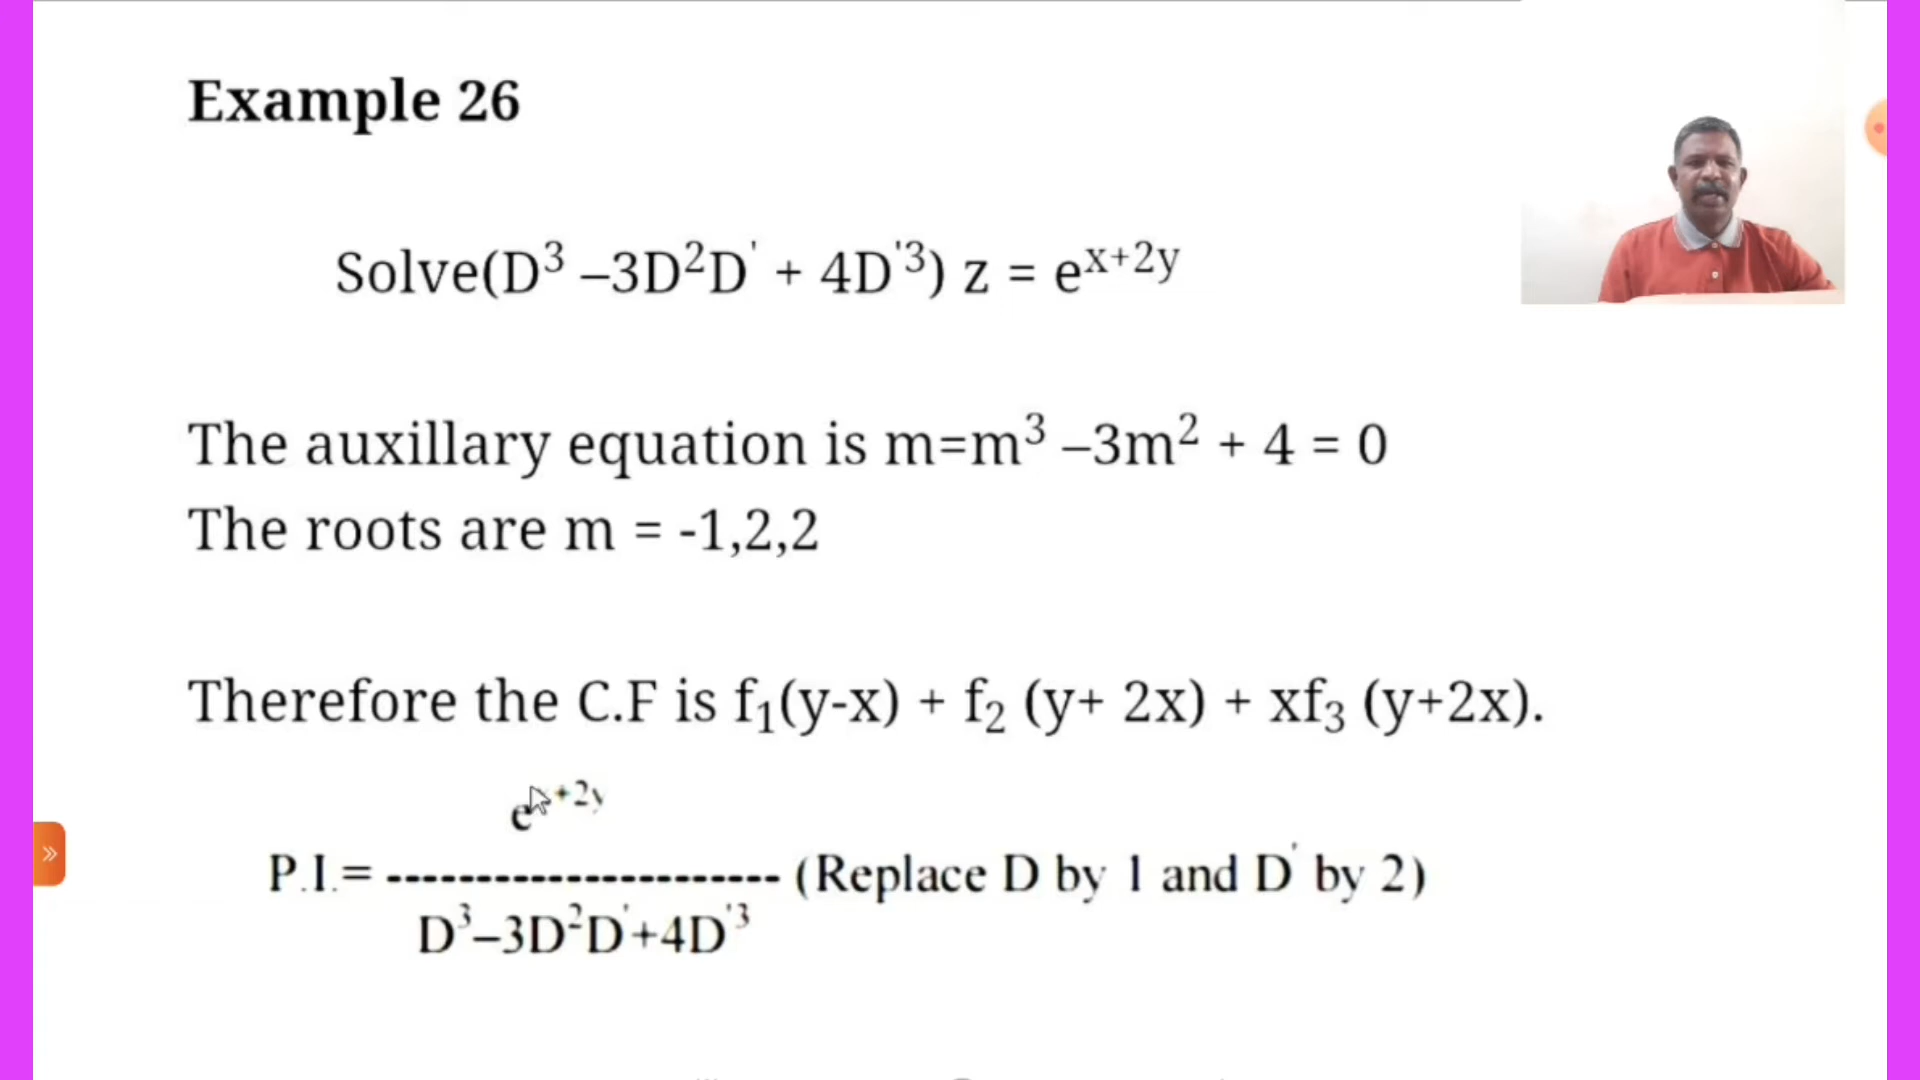 Example 26
Solve(D³ –3D²D' + 4D'³) z = eˣ⁺²ʸ
The auxillary equation is m=m³ –3m² + 4 = 0
The roots are m = -1,2,2
Therefore the C.F is f₁(y-x) + f₂ (y+ 2x) + xf₃ (y+2x).
eˣ⁺²ʸ
P.I.= ---------------------- (Replace D by 1 and D' by 2)
D³–3D²D'+4D'³